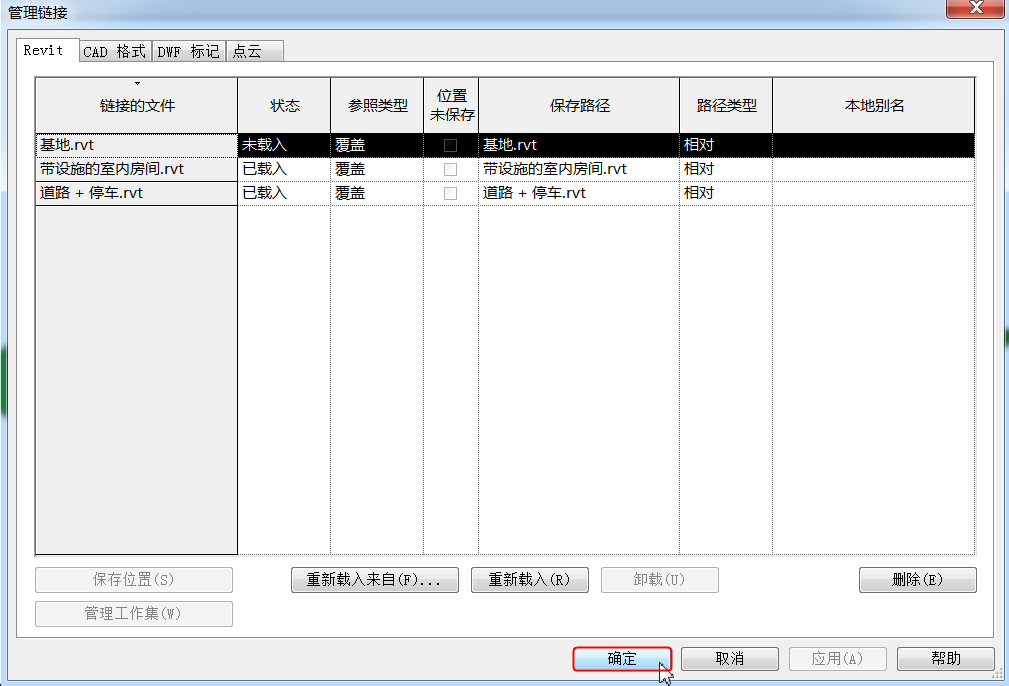 管理链接
Revit CAD 格式 DWF 标记 点云
链接的文件 状态 参照类型 位置未保存 保存路径 路径类型 本地别名
基地.rvt 未载入 覆盖 基地.rvt 相对
带设施的室内房间.rvt 已载入 覆盖 带设施的室内房间.rvt 相对
道路 + 停车.rvt 已载入 覆盖 道路 + 停车.rvt 相对
保存位置(S) 重新载入来自(F)... 重新载入(R) 卸载(U) 删除(E)
管理工作集(W)
确定 取消 应用(A) 帮助